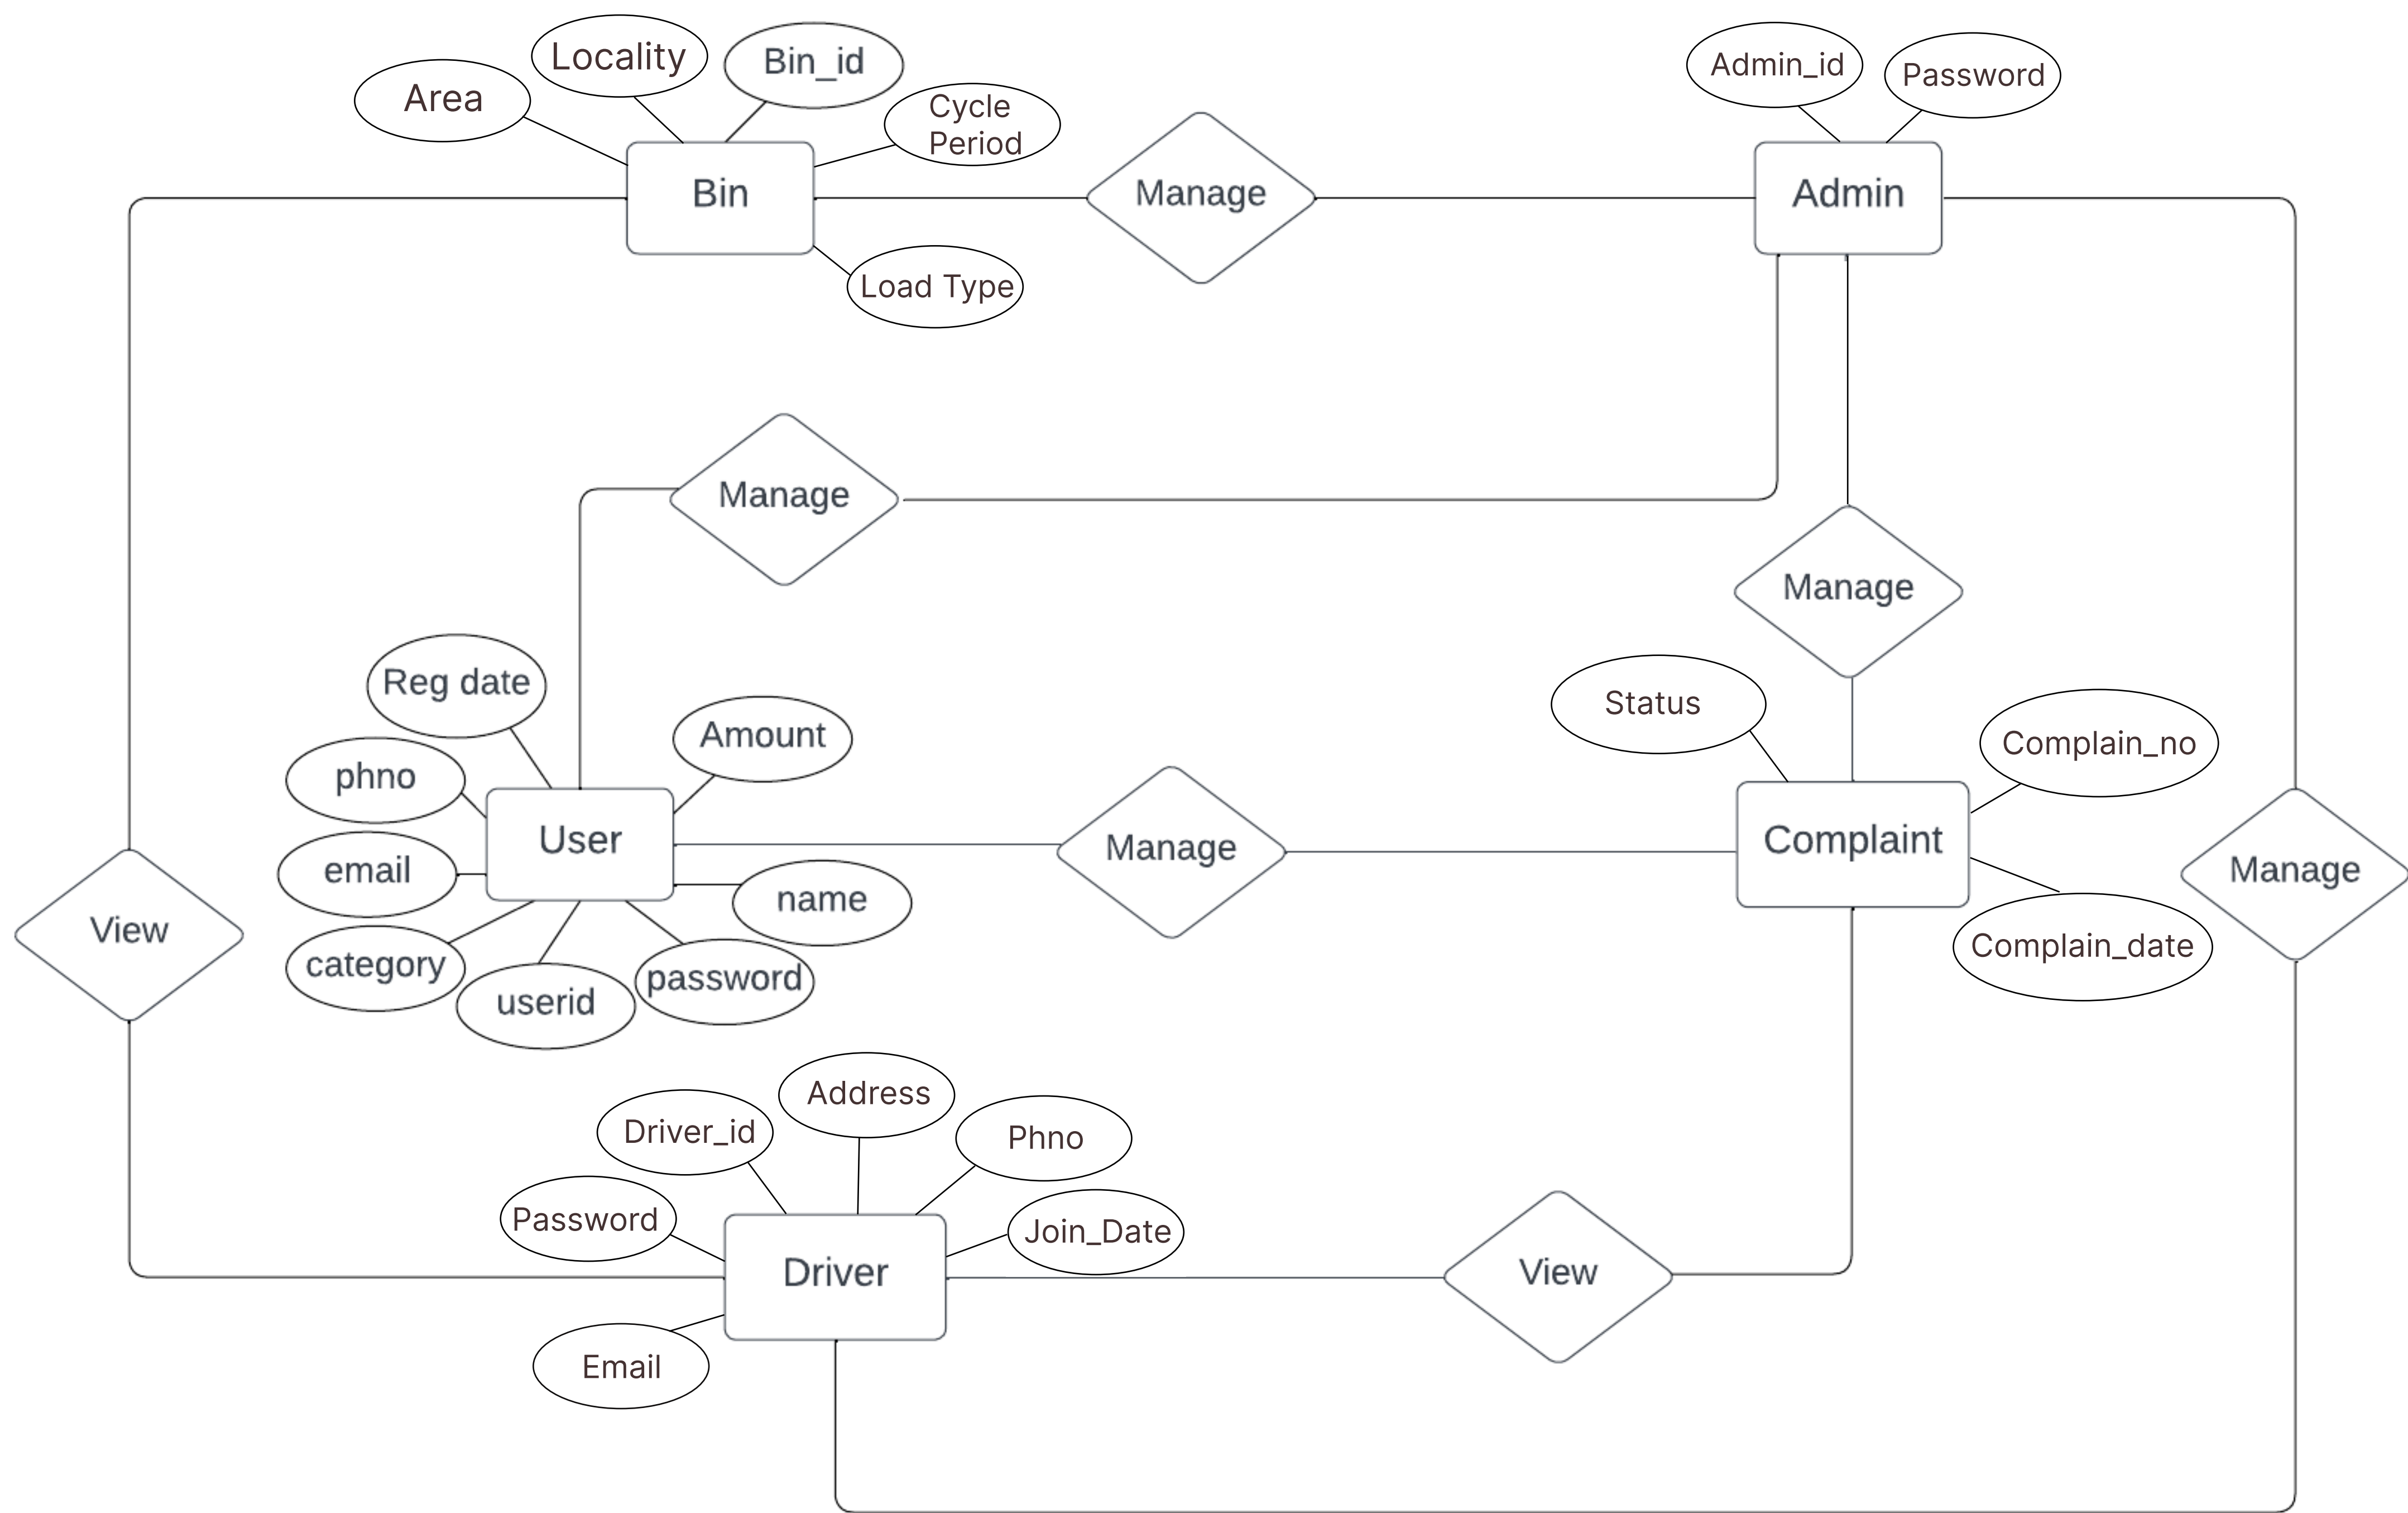 Locality
Bin_id
Admin_id
Password
Area
Cycle
Period
Bin
Manage
Admin
Load Type
Manage
Manage
Reg date
Status
Amount
Complain_no
phno
User
Manage
Complaint
Manage
email
name
View
category
password
Complain_date
userid
Address
Driver_id
Phno
Password
Join_Date
Driver
View
Email